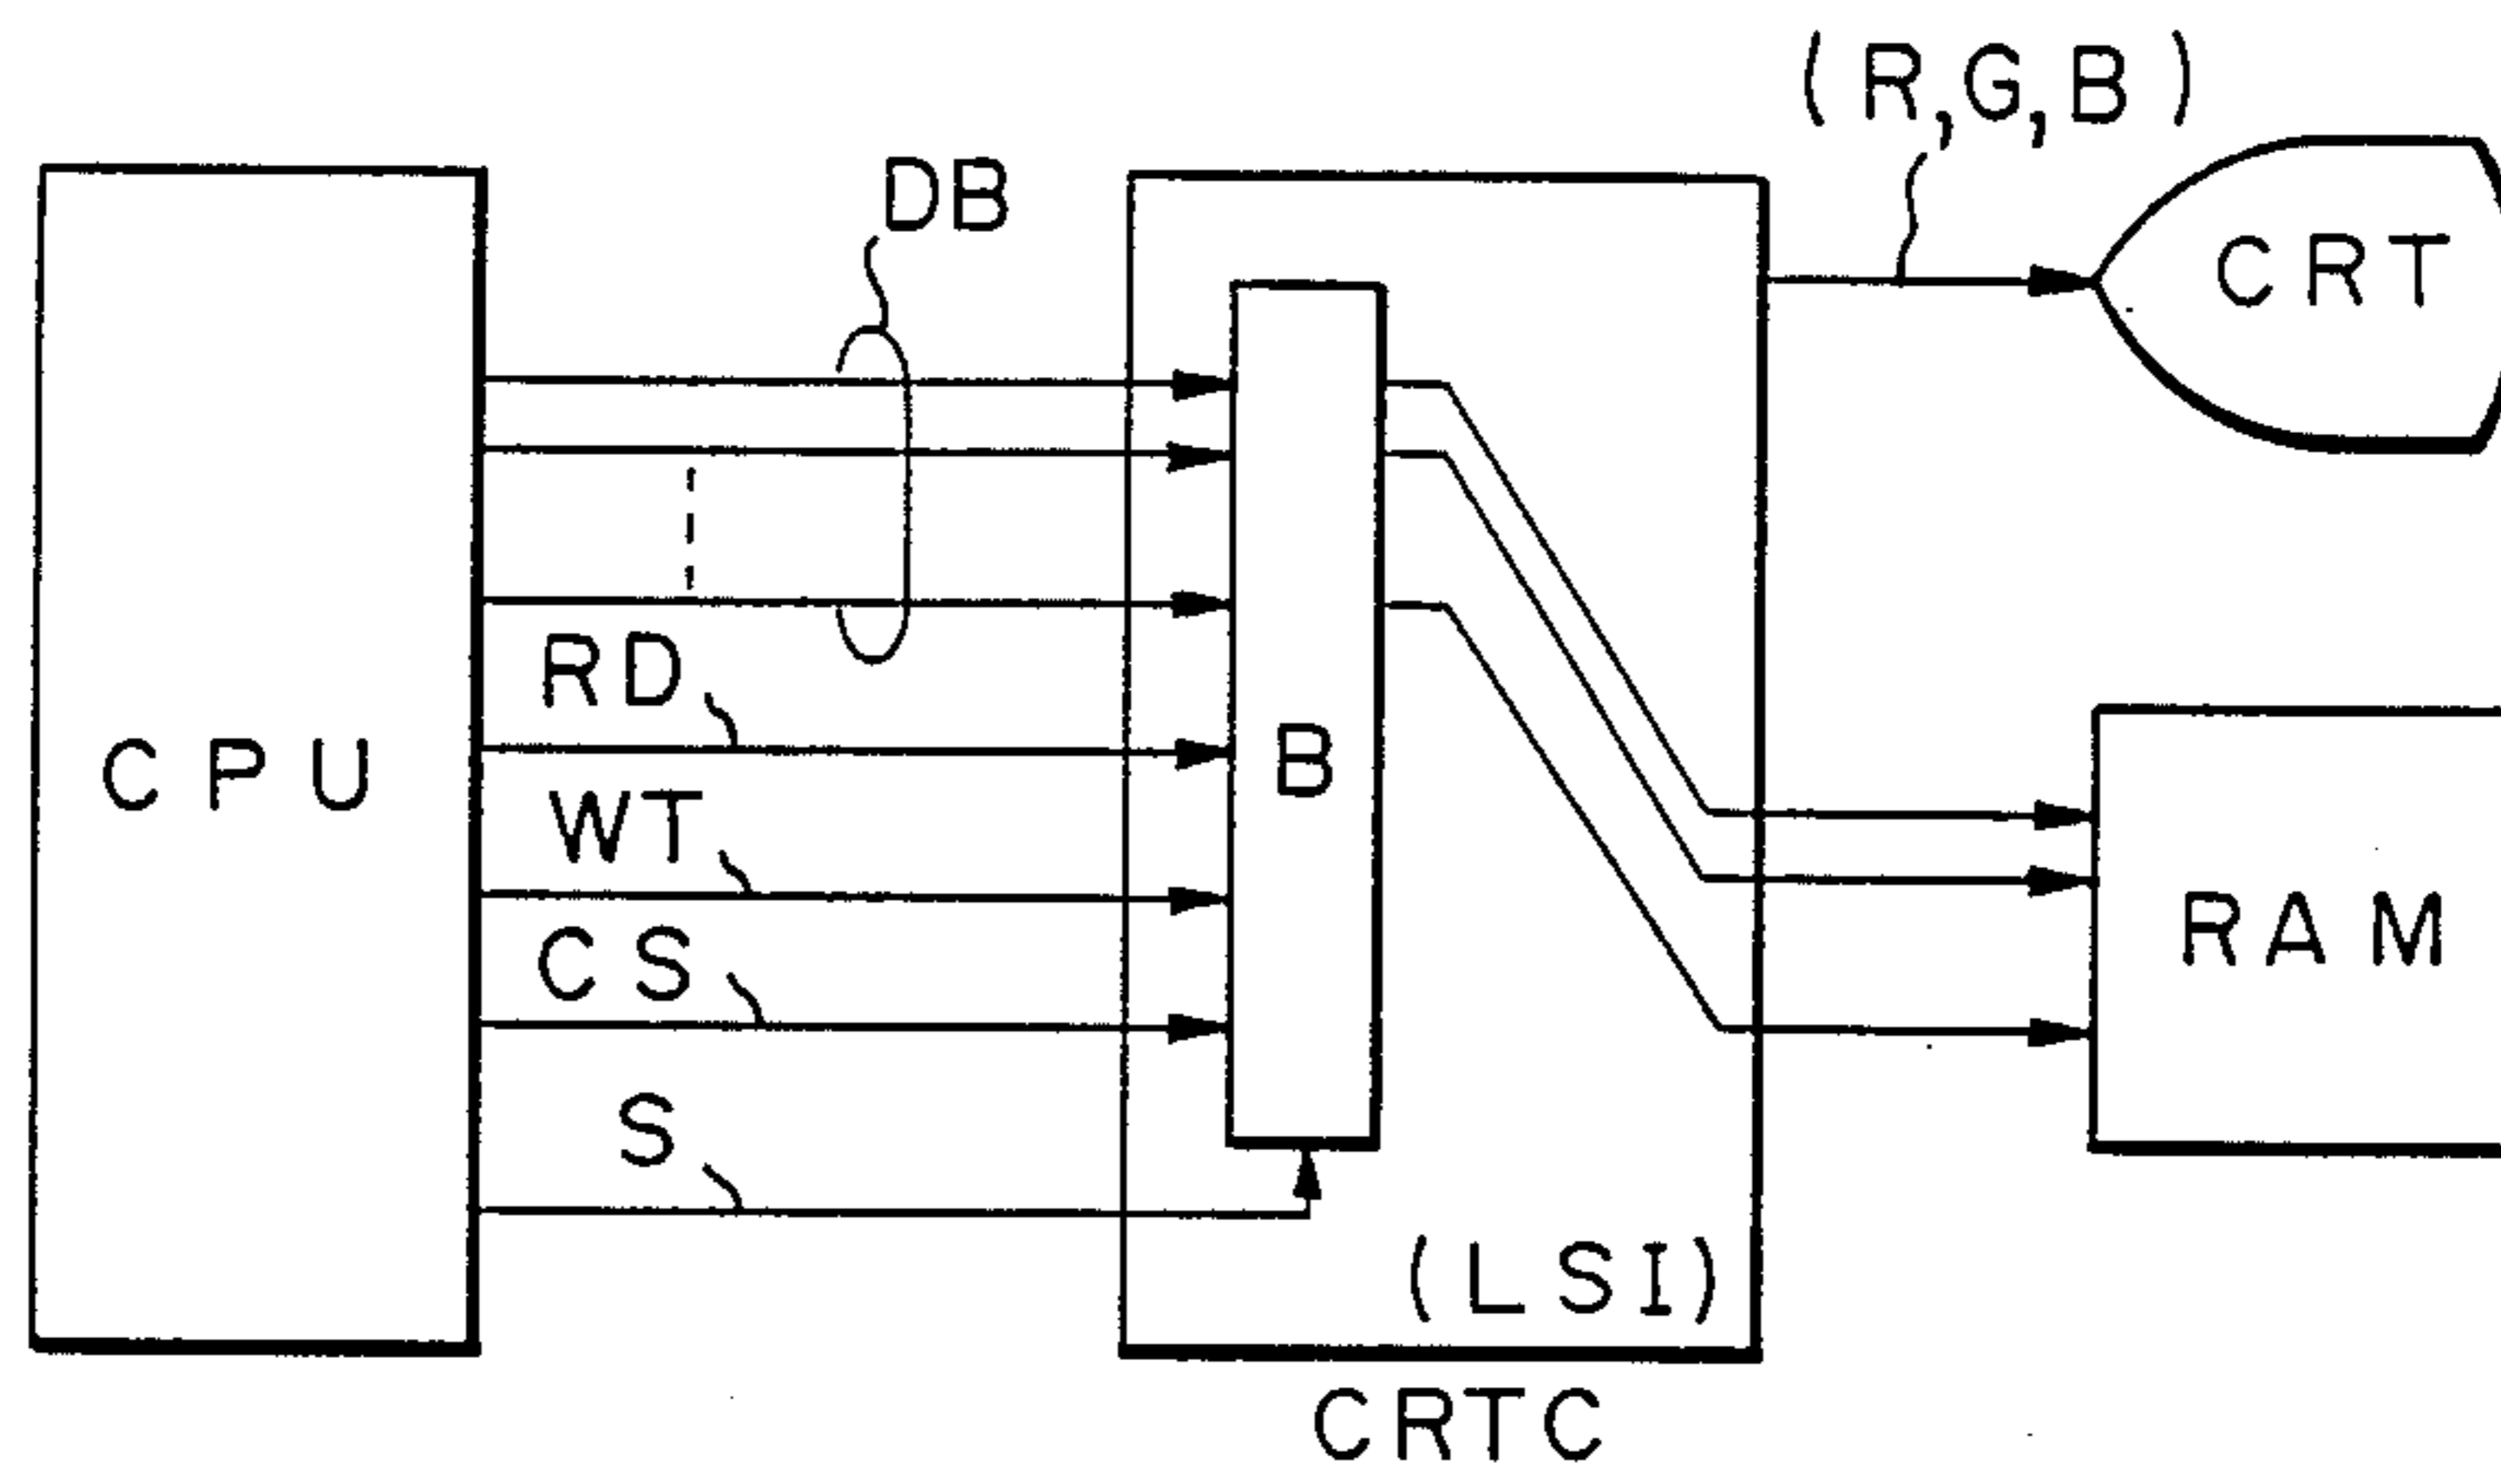 (R,G,B)
DB
CRT
RD
CPU
B
WT
RAM
CS
S
(LSI)
CRTC